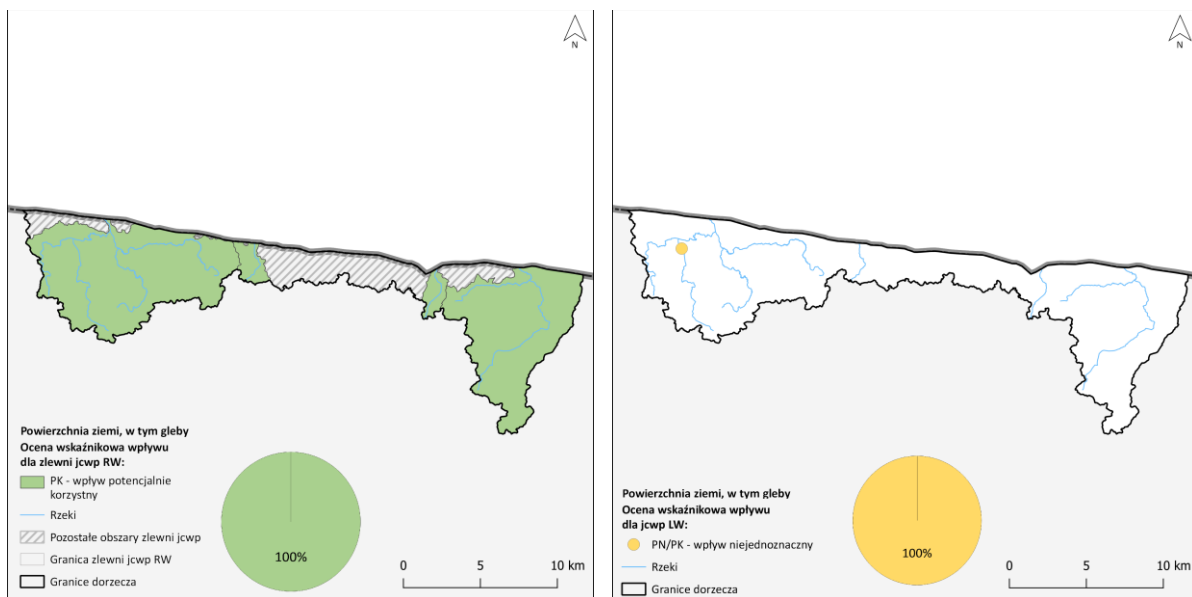 N
Powierzchnia ziemi, w tym gleby
Ocena wskaźnikowa wpływu
dla zlewni jcwp RW:
PK - wpływ potencjalnie
korzystny
Rzeki
Pozostałe obszary zlewni jcwp
Granica zlewni jcwp RW
Granice dorzecza
100%
0 5 10 km
N
Powierzchnia ziemi, w tym gleby
Ocena wskaźnikowa wpływu
dla jcwp LW:
PN/PK - wpływ niejednoznaczny
Rzeki
Granice dorzecza
100%
0 5 10 km